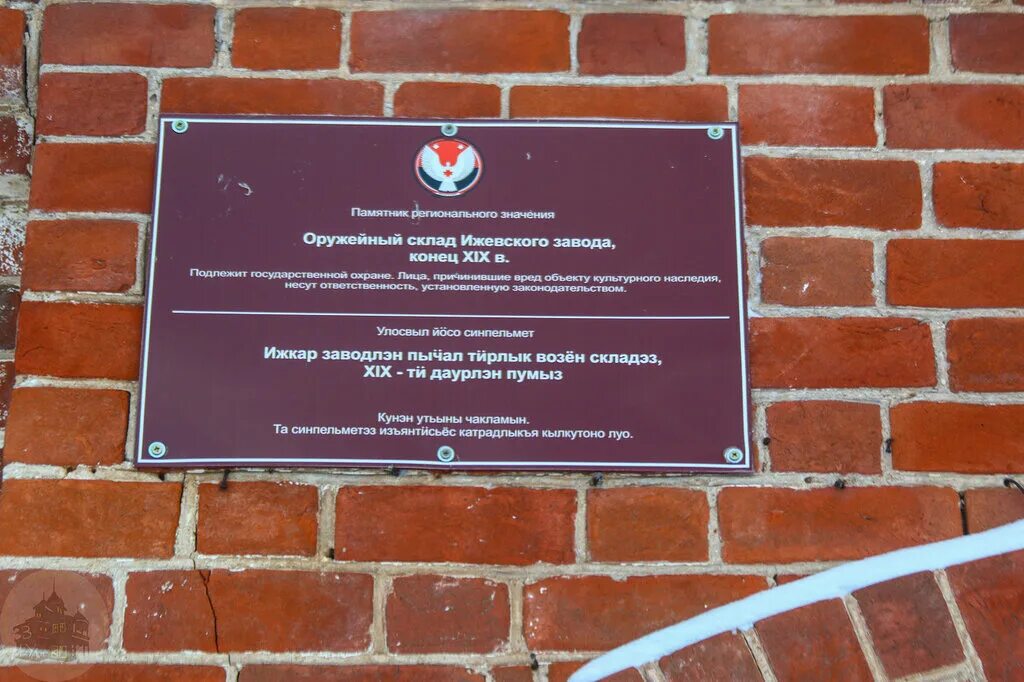 Памятник регионального значения
Оружейный склад Ижевского завода,
конец XIX в.
Подлежит государственной охране. Лица, причинившие вред объекту культурного наследия,
несут ответственность, установленную законодательством.
Улосвыл йӧсо синпельмет
Ижкар заводлэн пыӵал тӥрлык возён складэз,
XIX - тӥ даурлэн пумыз
Кунэн утьыны чакламын.
Та синпельметэз изъянтӥсьёс катрадлыкъя кылкутоно луо.